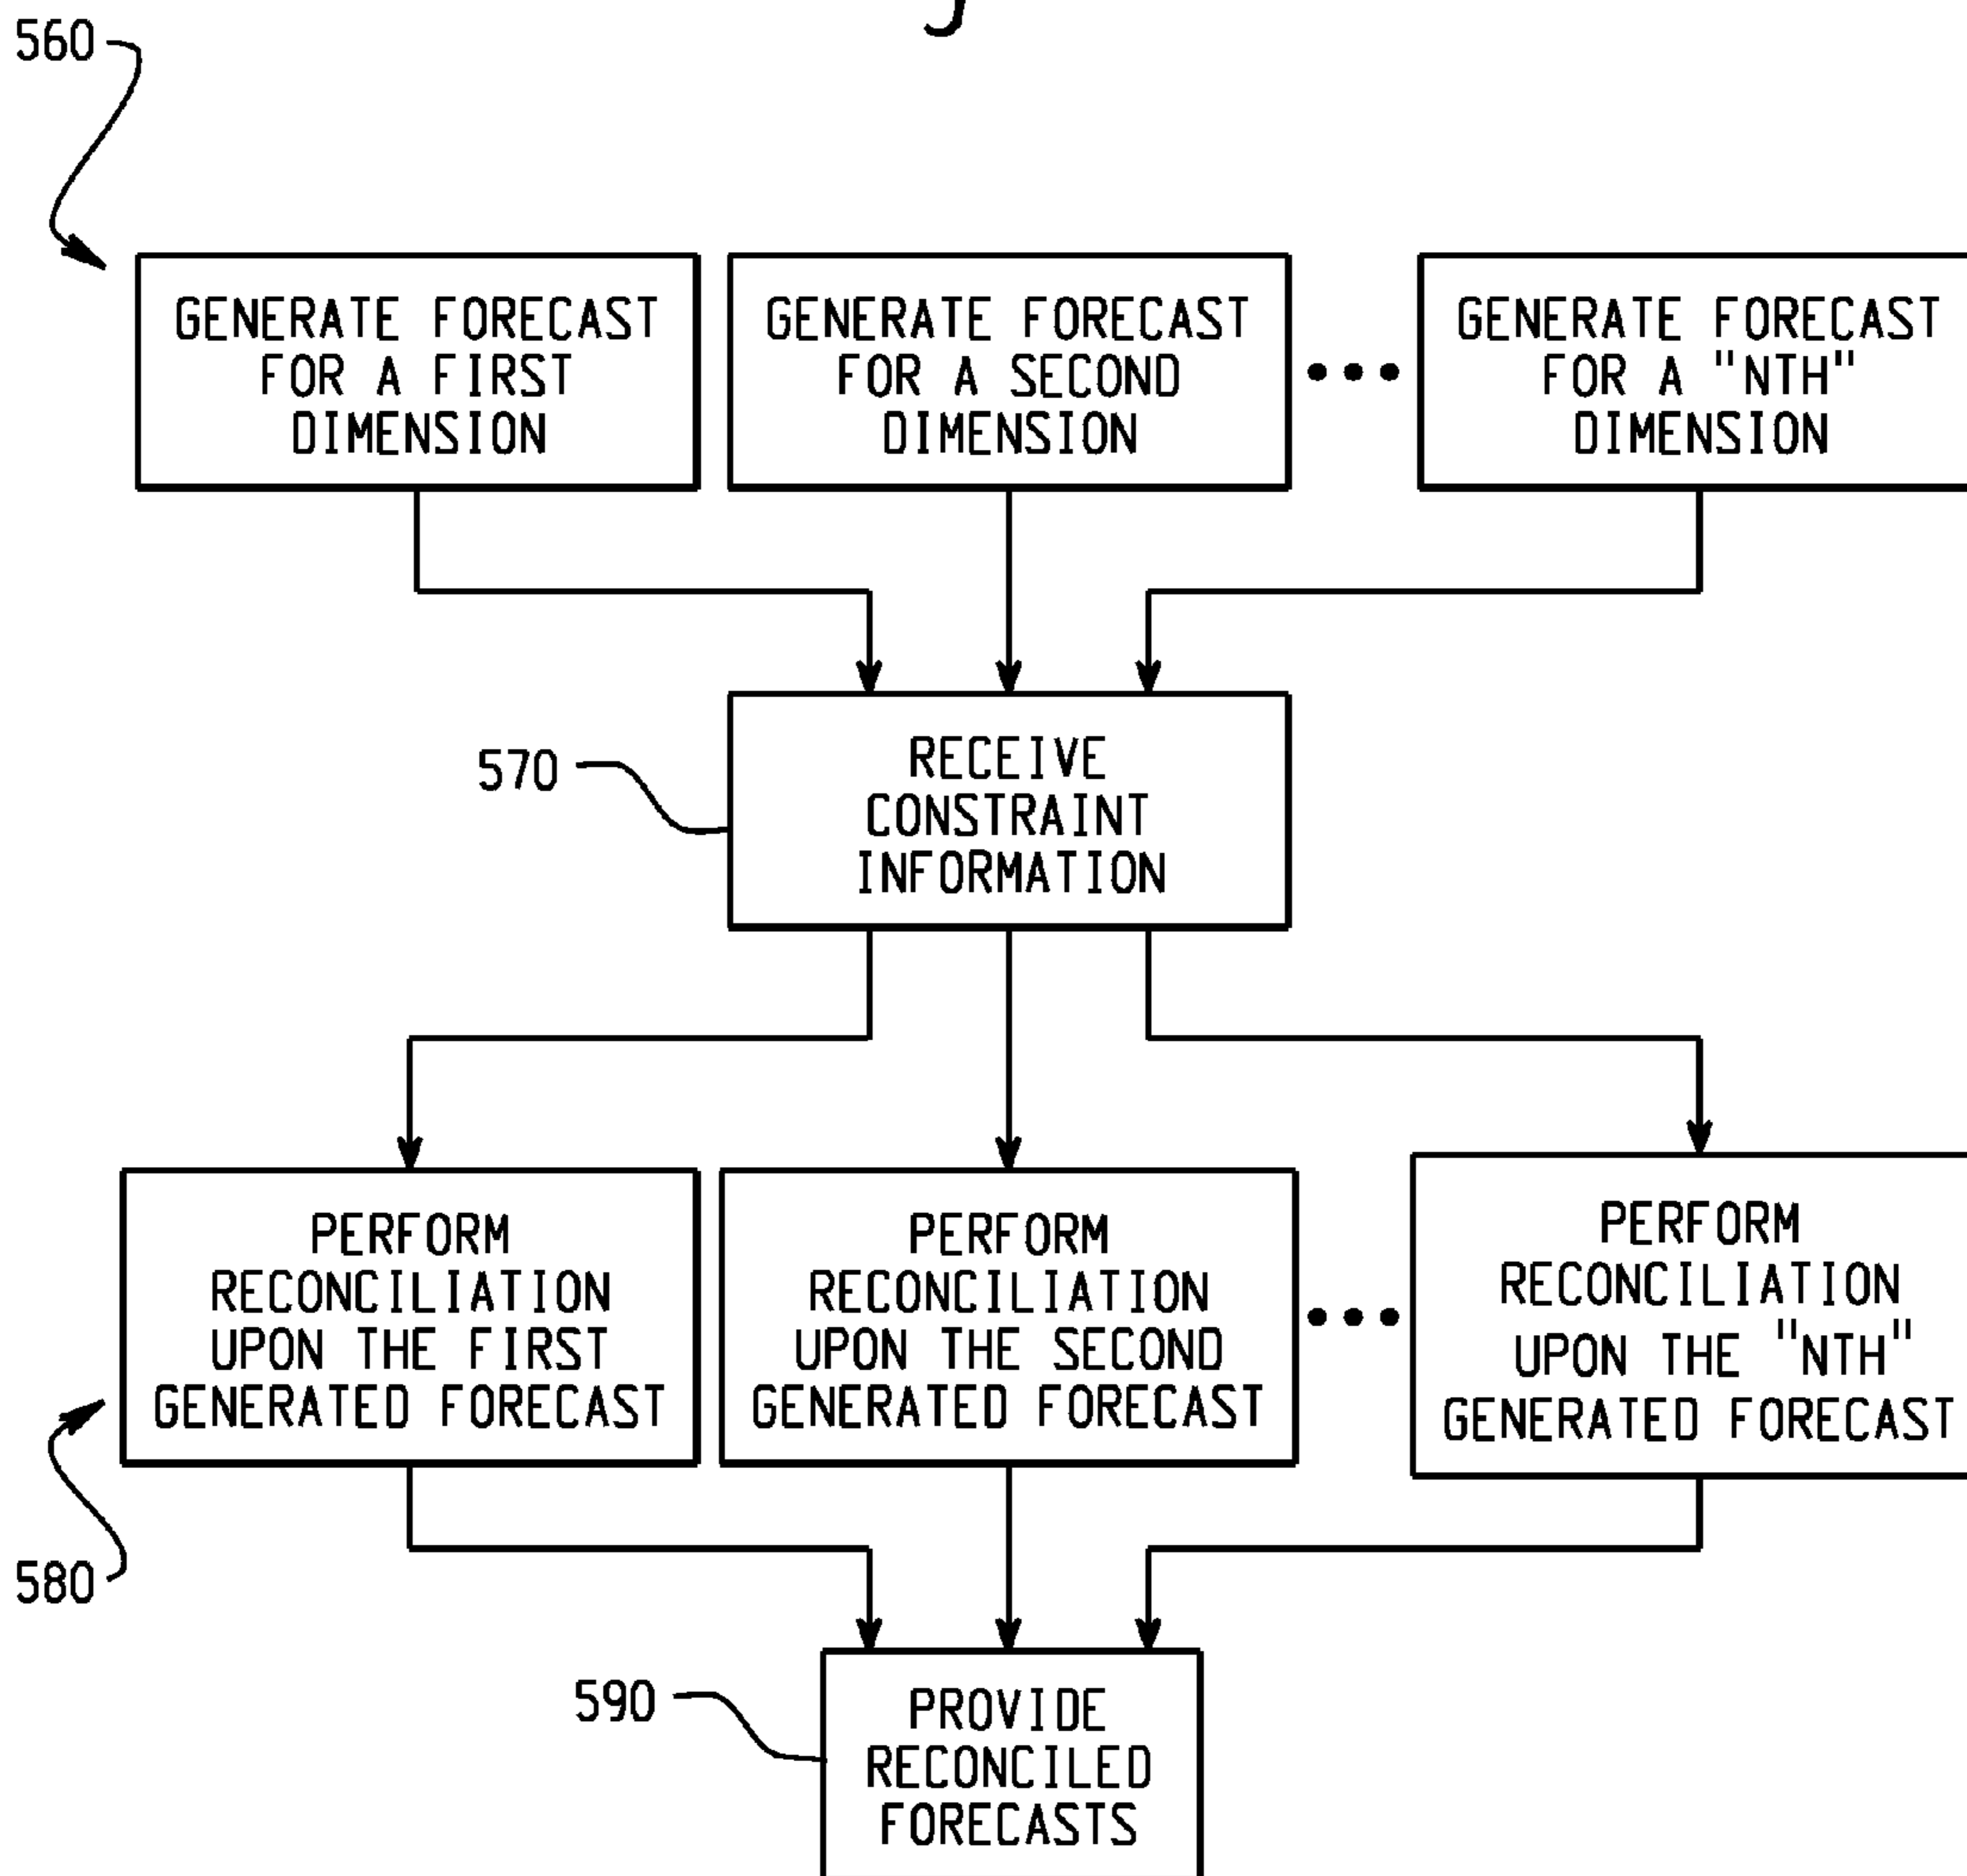 560
GENERATE FORECAST
FOR A FIRST
DIMENSION
GENERATE FORECAST
FOR A SECOND
DIMENSION
GENERATE FORECAST
FOR A "NTH"
DIMENSION
570
RECEIVE
CONSTRAINT
INFORMATION
PERFORM
RECONCILIATION
UPON THE FIRST
GENERATED FORECAST
PERFORM
RECONCILIATION
UPON THE SECOND
GENERATED FORECAST
PERFORM
RECONCILIATION
UPON THE "NTH"
GENERATED FORECAST
580
590
PROVIDE
RECONCILED
FORECASTS